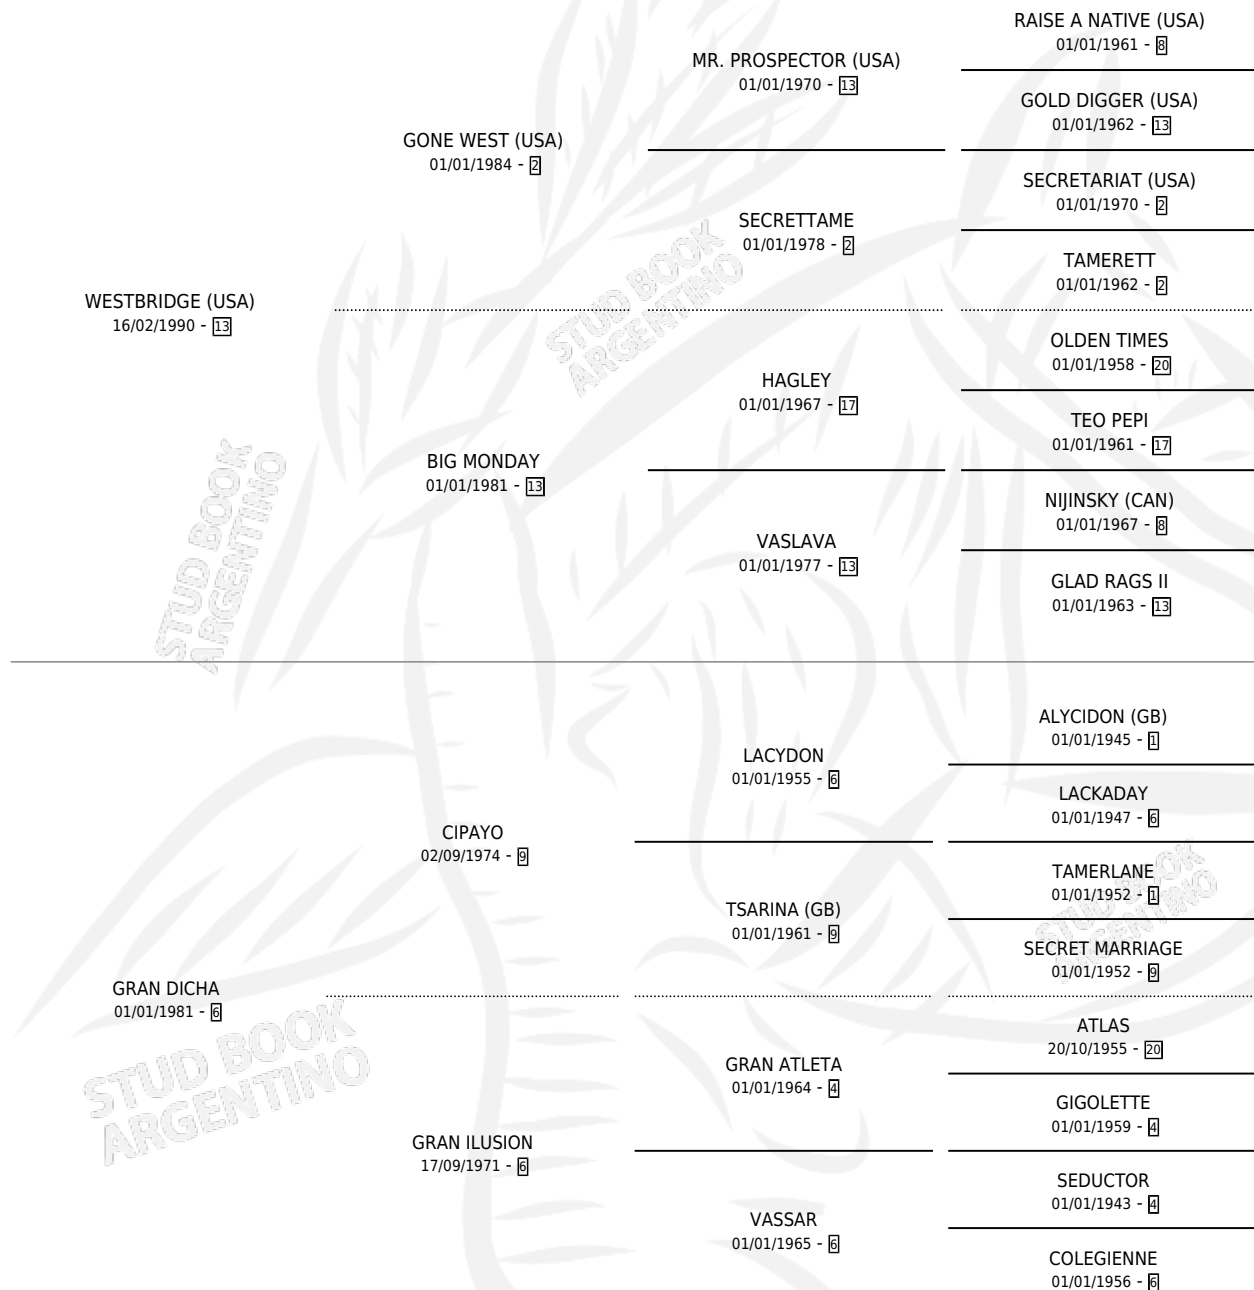 RAISE A NATIVE (USA)
01/01/1961 - 8
MR. PROSPECTOR (USA)
01/01/1970 - 13
GOLD DIGGER (USA)
01/01/1962 - 13
GONE WEST (USA)
01/01/1984 - 2
SECRETARIAT (USA)
01/01/1970 - 2
SECRETTAME
01/01/1978 - 2
TAMERETT
01/01/1962 - 2
WESTBRIDGE (USA)
16/02/1990 - 13
OLDEN TIMES
01/01/1958 - 20
HAGLEY
01/01/1967 - 17
TEO PEPI
01/01/1961 - 17
BIG MONDAY
01/01/1981 - 13
NIJINSKY (CAN)
01/01/1967 - 8
VASLAVA
01/01/1977 - 13
GLAD RAGS II
01/01/1963 - 13
ALYCIDON (GB)
01/01/1945 - 1
LACYDON
01/01/1955 - 6
LACKADAY
01/01/1947 - 6
CIPAYO
02/09/1974 - 9
TAMERLANE
01/01/1952 - 1
TSARINA (GB)
01/01/1961 - 9
SECRET MARRIAGE
01/01/1952 - 9
GRAN DICHA
01/01/1981 - 6
ATLAS
20/10/1955 - 20
GRAN ATLETA
01/01/1964 - 4
GIGOLETTE
01/01/1959 - 4
GRAN ILUSION
17/09/1971 - 6
SEDUCTOR
01/01/1943 - 4
VASSAR
01/01/1965 - 6
COLEGIENNE
01/01/1956 - 6
STUD BOOK
ARGENTINO
STUD BOOK
ARGENTINO
STUD BOOK
ARGENTINO
STUD BOOK
ARGENTINO